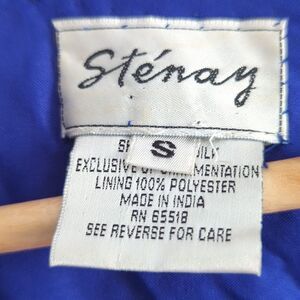 Sténay
S
EXCLUSIVE OF
LINING 100% POLYESTER
MADE IN INDIA
RN 65518
SEE REVERSE FOR CARE